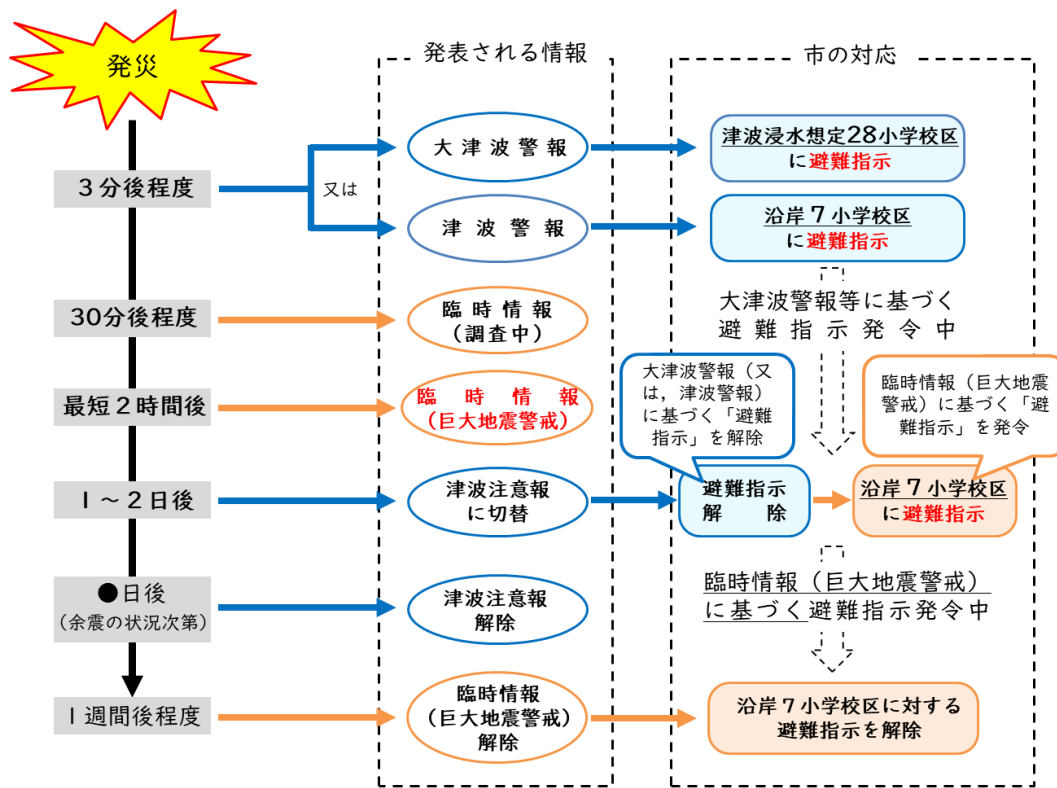 発災
発表される情報
市の対応
3分後程度
又は
大津波警報
津波浸水想定28小学校区
に避難指示
津波警報
沿岸7小学校区
に避難指示
30分後程度
臨時情報
(調査中)
大津波警報等に基づく
避難指示発令中
最短2時間後
臨時情報
(巨大地震警戒)
大津波警報（又
は，津波警報）
に基づく「避難
指示」を解除
臨時情報（巨大地震
警戒）に基づく「避
難指示」を発令
1～2日後
津波注意報
に切替
避難指示
解除
沿岸7小学校区
に避難指示
●日後
(余震の状況次第)
津波注意報
解除
臨時情報（巨大地震警戒）
に基づく避難指示発令中
1週間後程度
臨時情報
(巨大地震警戒)
解除
沿岸7小学校区に対する
避難指示を解除